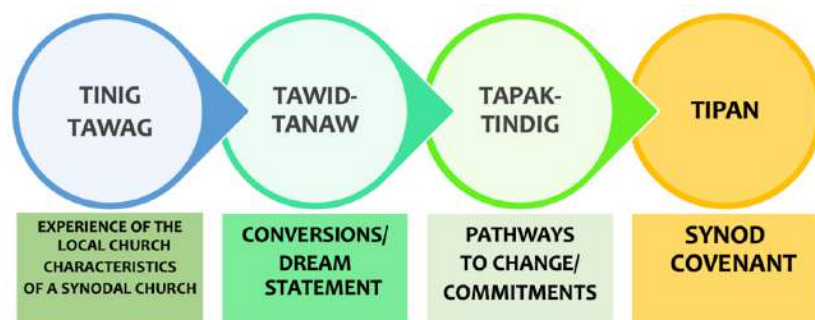 TINIG
TAWAG
TAWID-
TANAW
TAPAK-
TINDIG
TIPAN
EXPERIENCE OF THE
LOCAL CHURCH
CHARACTERISTICS
OF A SYNODAL CHURCH
CONVERSIONS/
DREAM
STATEMENT
PATHWAYS
TO CHANGE/
COMMITMENTS
SYNOD
COVENANT